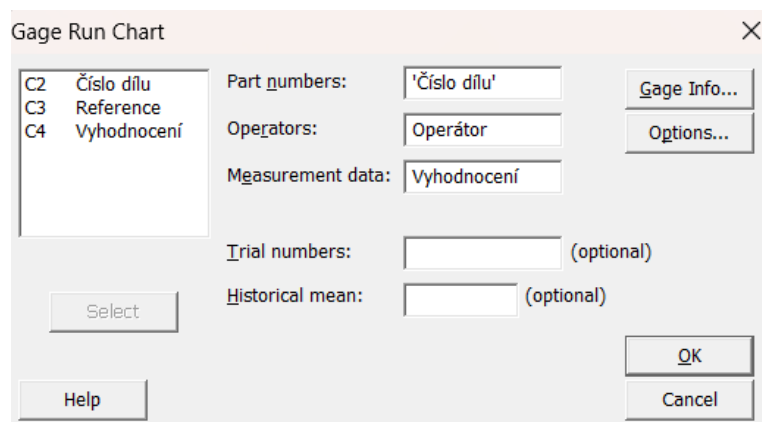 Gage Run Chart
C2 Číslo dílu
C3 Reference
C4 Vyhodnocení
Part numbers: 'Číslo dílu'
Operators: Operátor
Measurement data: Vyhodnocení
Trial numbers: (optional)
Historical mean: (optional)
Gage Info...
Options...
Select
OK
Help
Cancel